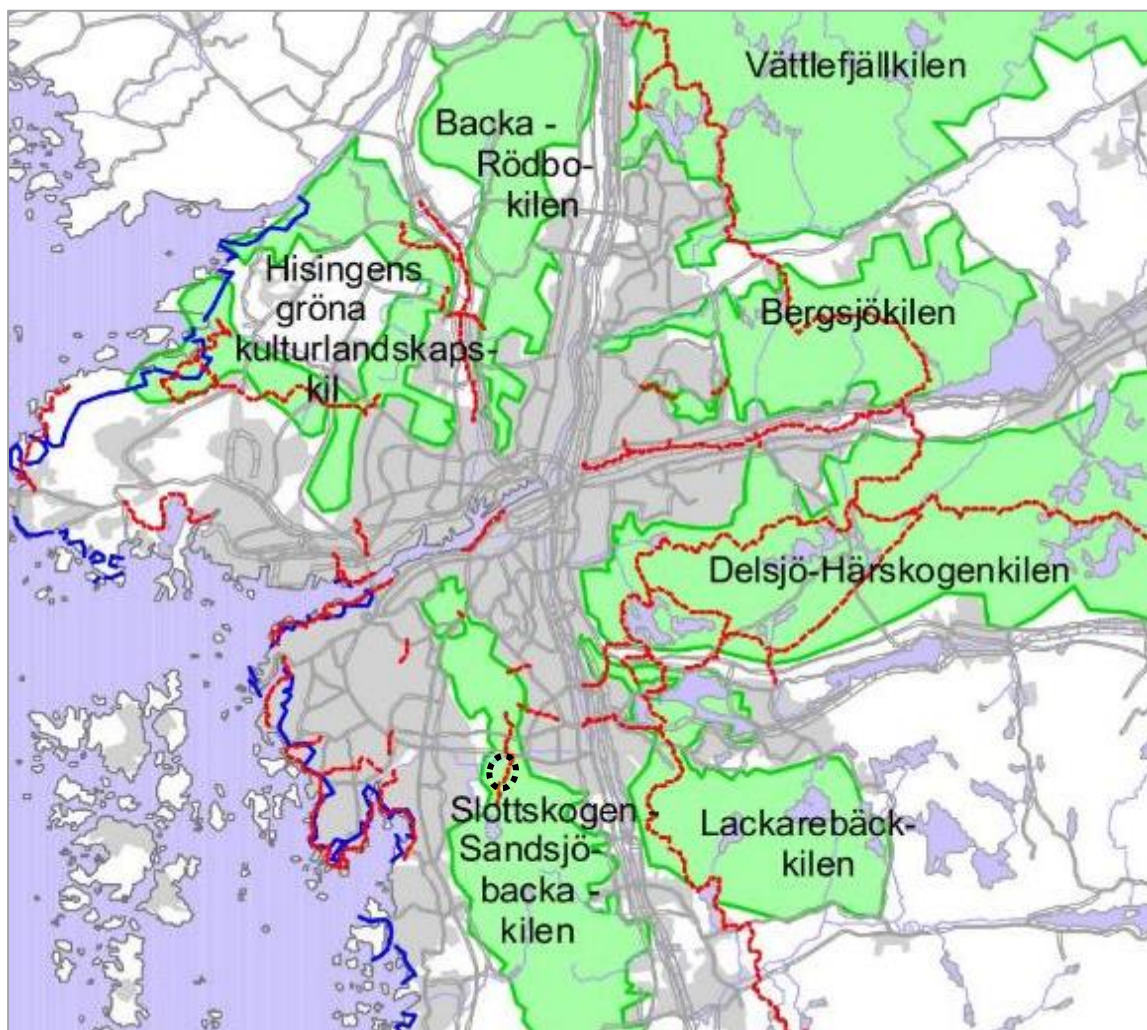 Vättlefjällkilen
Backa -
Rödbo-
kilen
Hisingens
gröna
kulturlandskaps-
kil
Bergsjökilen
Delsjö-Härskogenkilen
Slottskogen -
Sandsjö-
backa -
kilen
Lackarebäck-
kilen